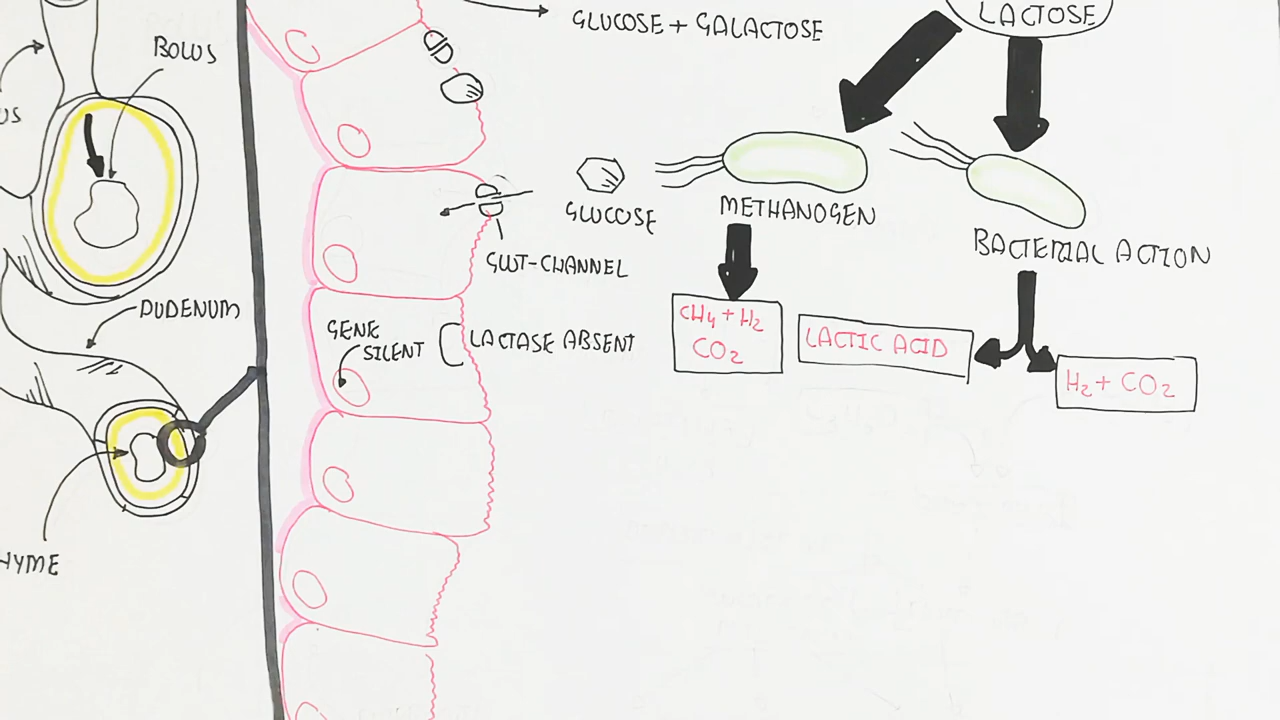 BOLUS
US
DUDENUM
HYME
GLUCOSE + GALACTOSE
LACTOSE
GLUCOSE
GLUT-CHANNEL
METHANOGEN
BACTERIAL ACTION
GENE
SILENT
LACTASE ABSENT
CH4 + H2
CO2
LACTIC ACID
H2 + CO2